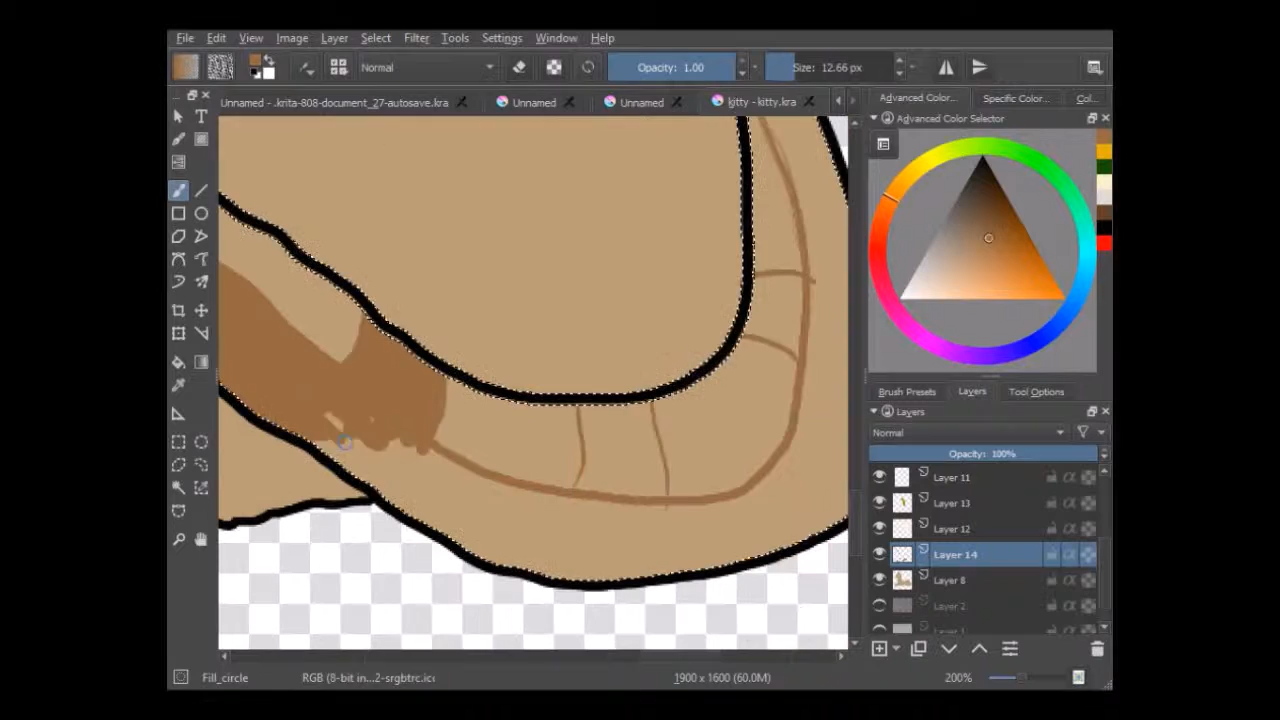 File Edit View Image Layer Select Filter Tools Settings Window Help
Normal Opacity: 1.00 Size: 12.66 px
Unnamed - .krita-808-document_27-autosave.kra Unnamed Unnamed kitty - kitty.kra
Advanced Color... Specific Color... Col...
Advanced Color Selector
Brush Presets Layers Tool Options
Layers
Normal
Opacity: 100%
Layer 11
Layer 13
Layer 12
Layer 14
Layer 8
Layer 2
Fill_circle RGB (8-bit in...2-srgbtrc.icc 1900 x 1600 (60.0M) 200%